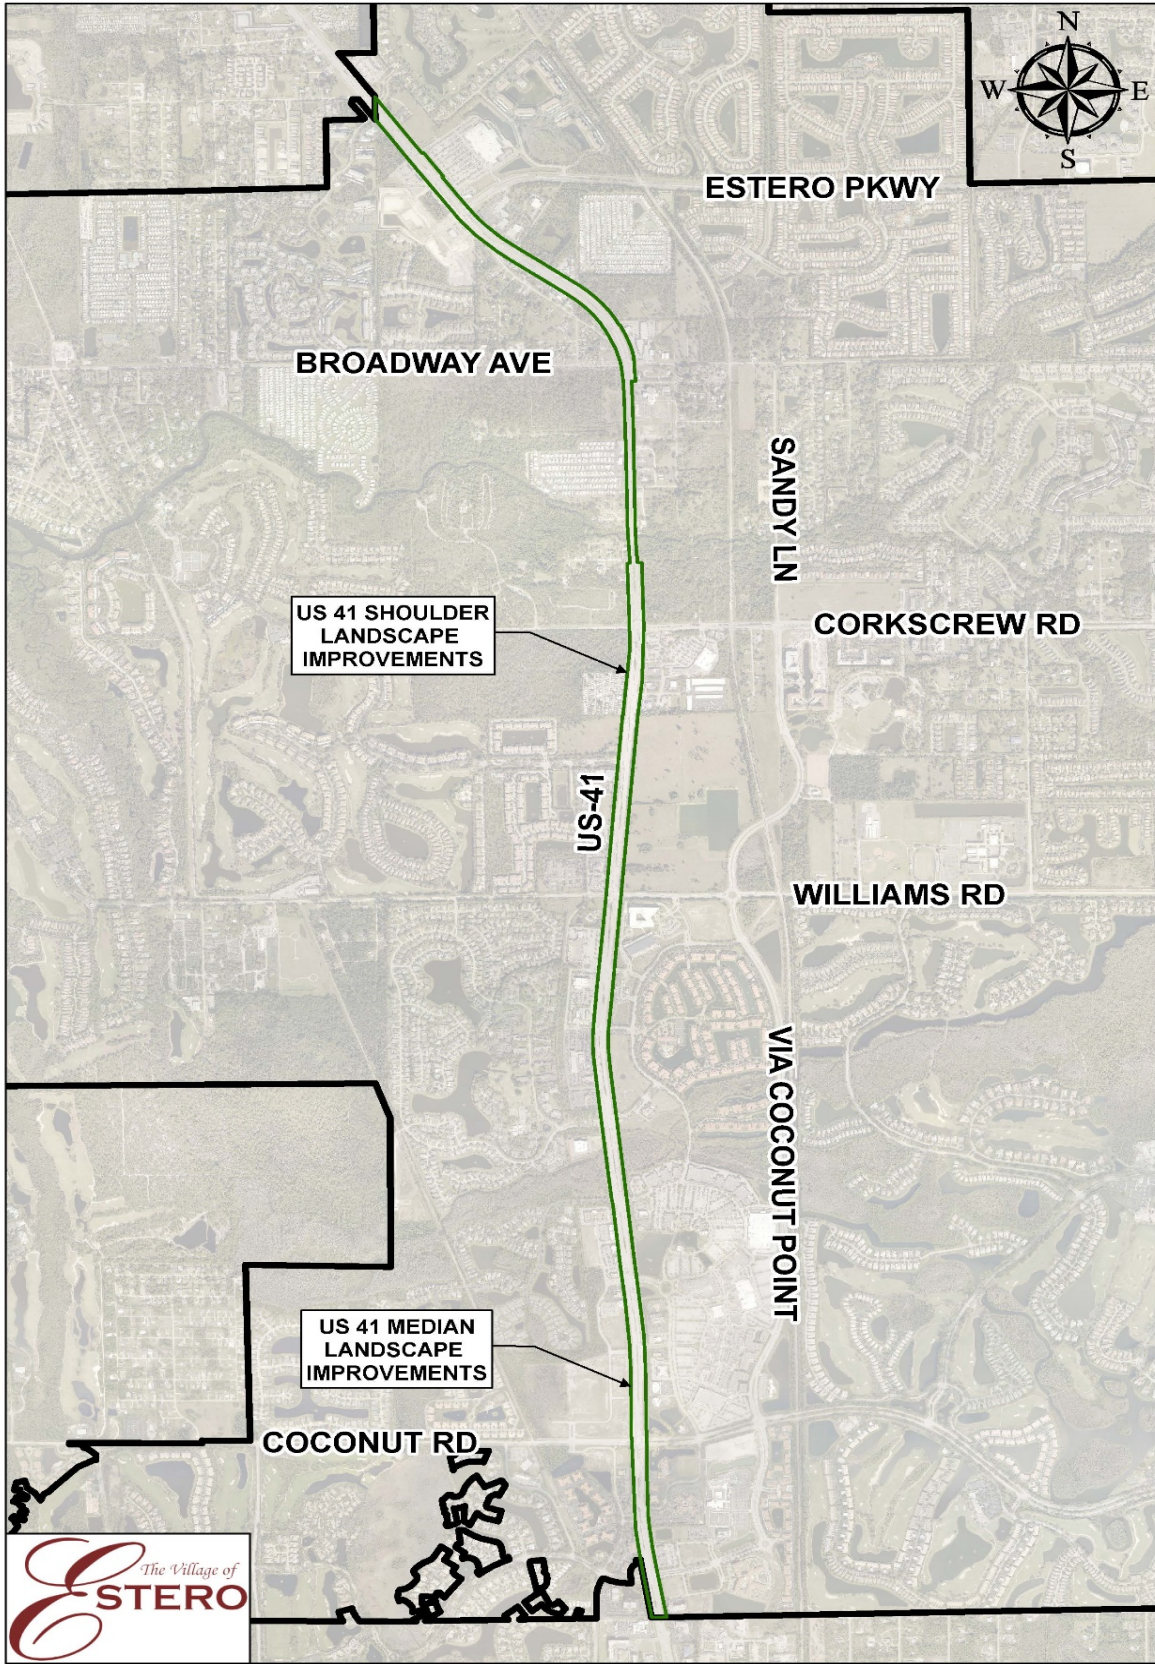 N
W E
S
ESTERO PKWY
BROADWAY AVE
SANDY LN
US 41 SHOULDER
LANDSCAPE
IMPROVEMENTS
CORKSCREW RD
US-41
WILLIAMS RD
VIA COCONUT POINT
US 41 MEDIAN
LANDSCAPE
IMPROVEMENTS
COCONUT RD
The Village of
ESTERO